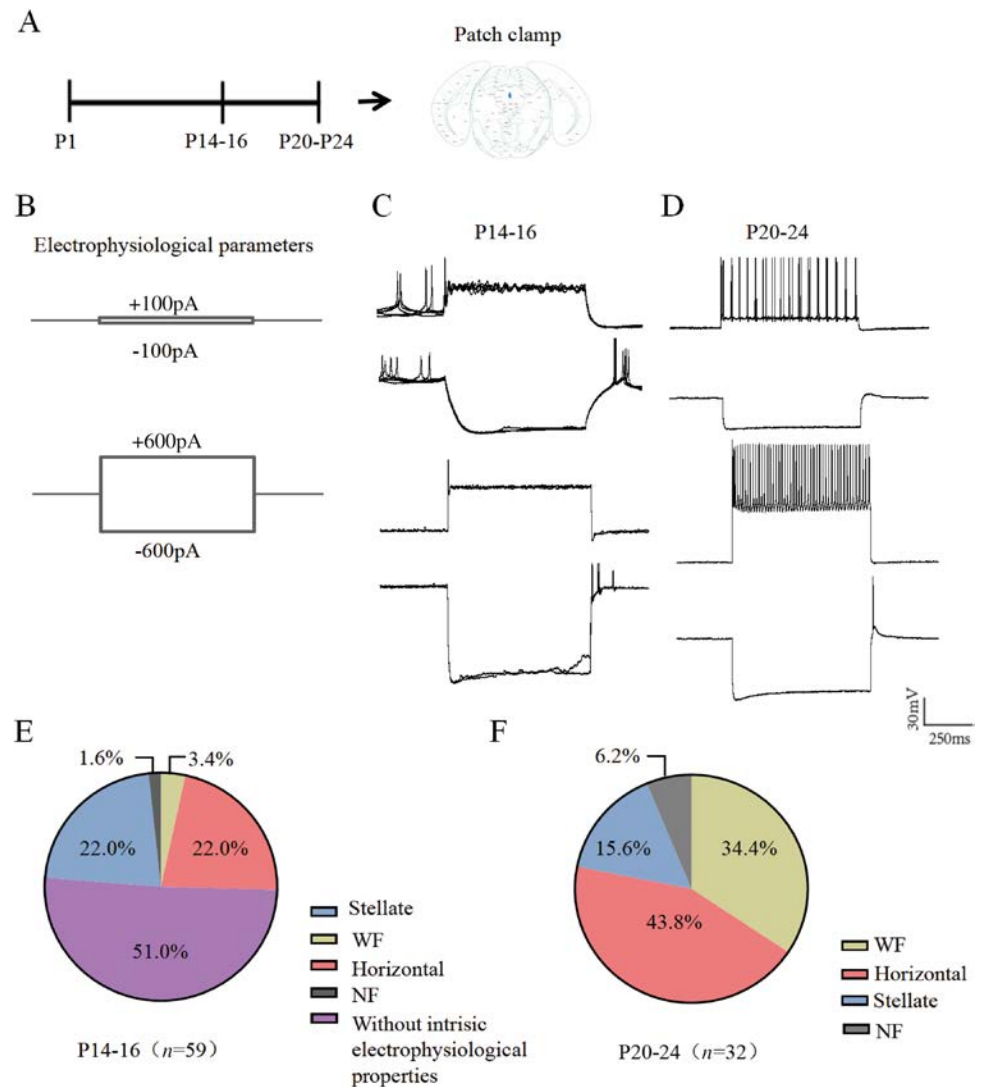 A
Patch clamp
P1
P14-16
P20-P24
B
Electrophysiological parameters
+100pA
-100pA
+600pA
-600pA
C
P14-16
D
P20-24
30mV
250ms
E
1.6%
3.4%
22.0%
22.0%
51.0%
Stellate
WF
Horizontal
NF
Without intrisic
electrophysiological
properties
P14-16（n=59）
F
6.2%
15.6%
34.4%
43.8%
WF
Horizontal
Stellate
NF
P20-24（n=32）